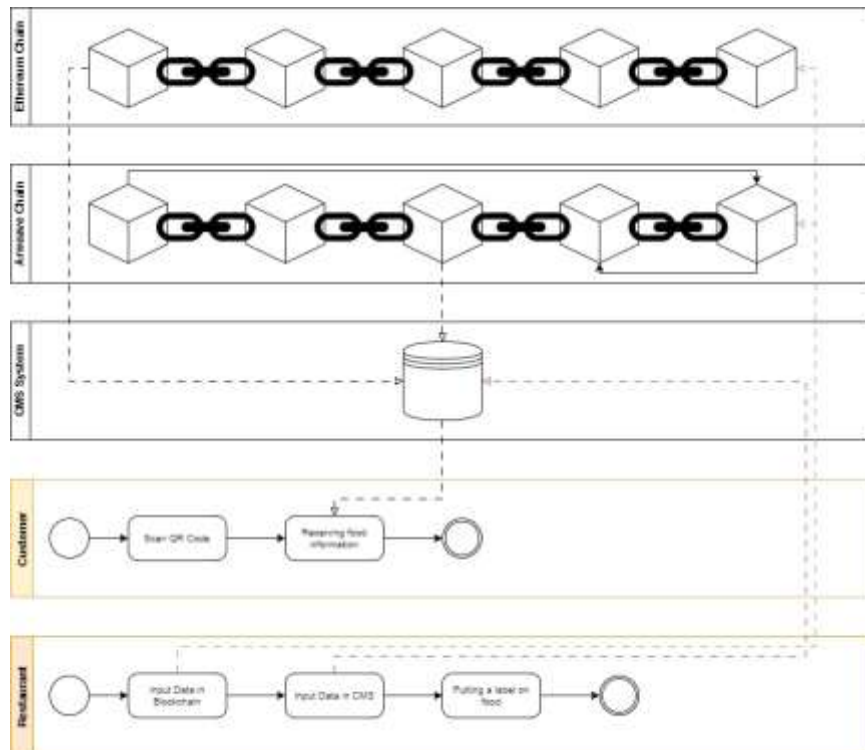 Ethereum Chain
Arweave Chain
CMS System
Customer
Scan QR Code
Receiving food
information
Restaurant
Input Data in
Blockchain
Input Data in CMS
Putting a label on
food